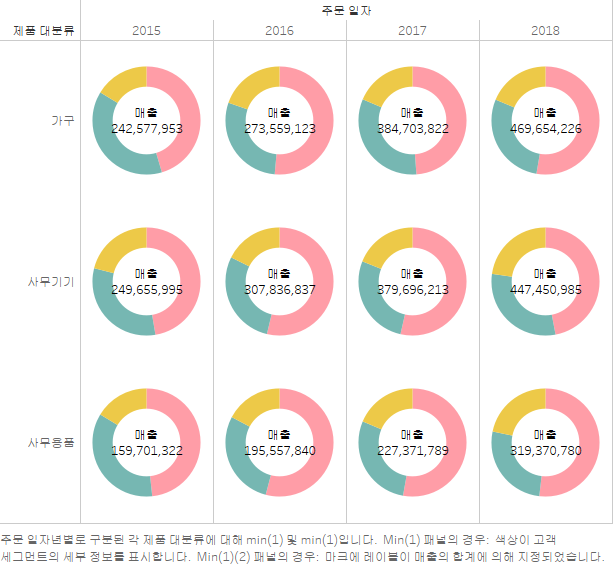 주문 일자
제품 대분류 2015 2016 2017 2018
가구 매출 매출 매출 매출
242,577,953 273,559,123 384,703,822 469,654,226
사무기기 매출 매출 매출 매출
249,655,995 307,836,837 379,696,213 447,450,985
사무용품 매출 매출 매출 매출
159,701,322 195,557,840 227,371,789 319,370,780
주문 일자년별로 구분된 각 제품 대분류에 대해 min(1) 및 min(1)입니다. Min(1) 패널의 경우: 색상이 고객
세그먼트의 세부 정보를 표시합니다. Min(1)(2) 패널의 경우: 마크에 레이블이 매출의 합계에 의해 지정되었습니다.